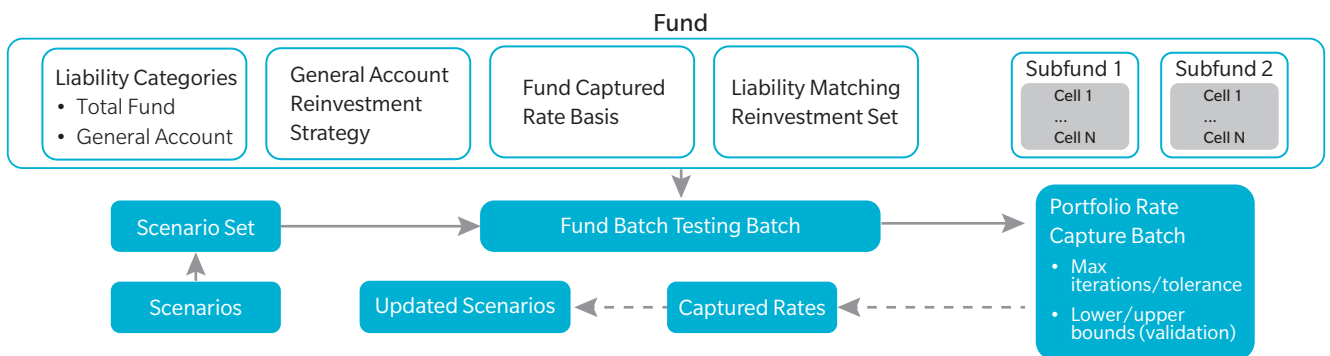 Fund
Liability Categories
• Total Fund
• General Account
General Account
Reinvestment
Strategy
Fund Captured
Rate Basis
Liability Matching
Reinvestment Set
Subfund 1
Cell 1
...
Cell N
Subfund 2
Cell 1
...
Cell N
Scenario Set
Fund Batch Testing Batch
Portfolio Rate
Capture Batch
• Max
iterations/tolerance
• Lower/upper
bounds (validation)
Scenarios
Updated Scenarios
Captured Rates